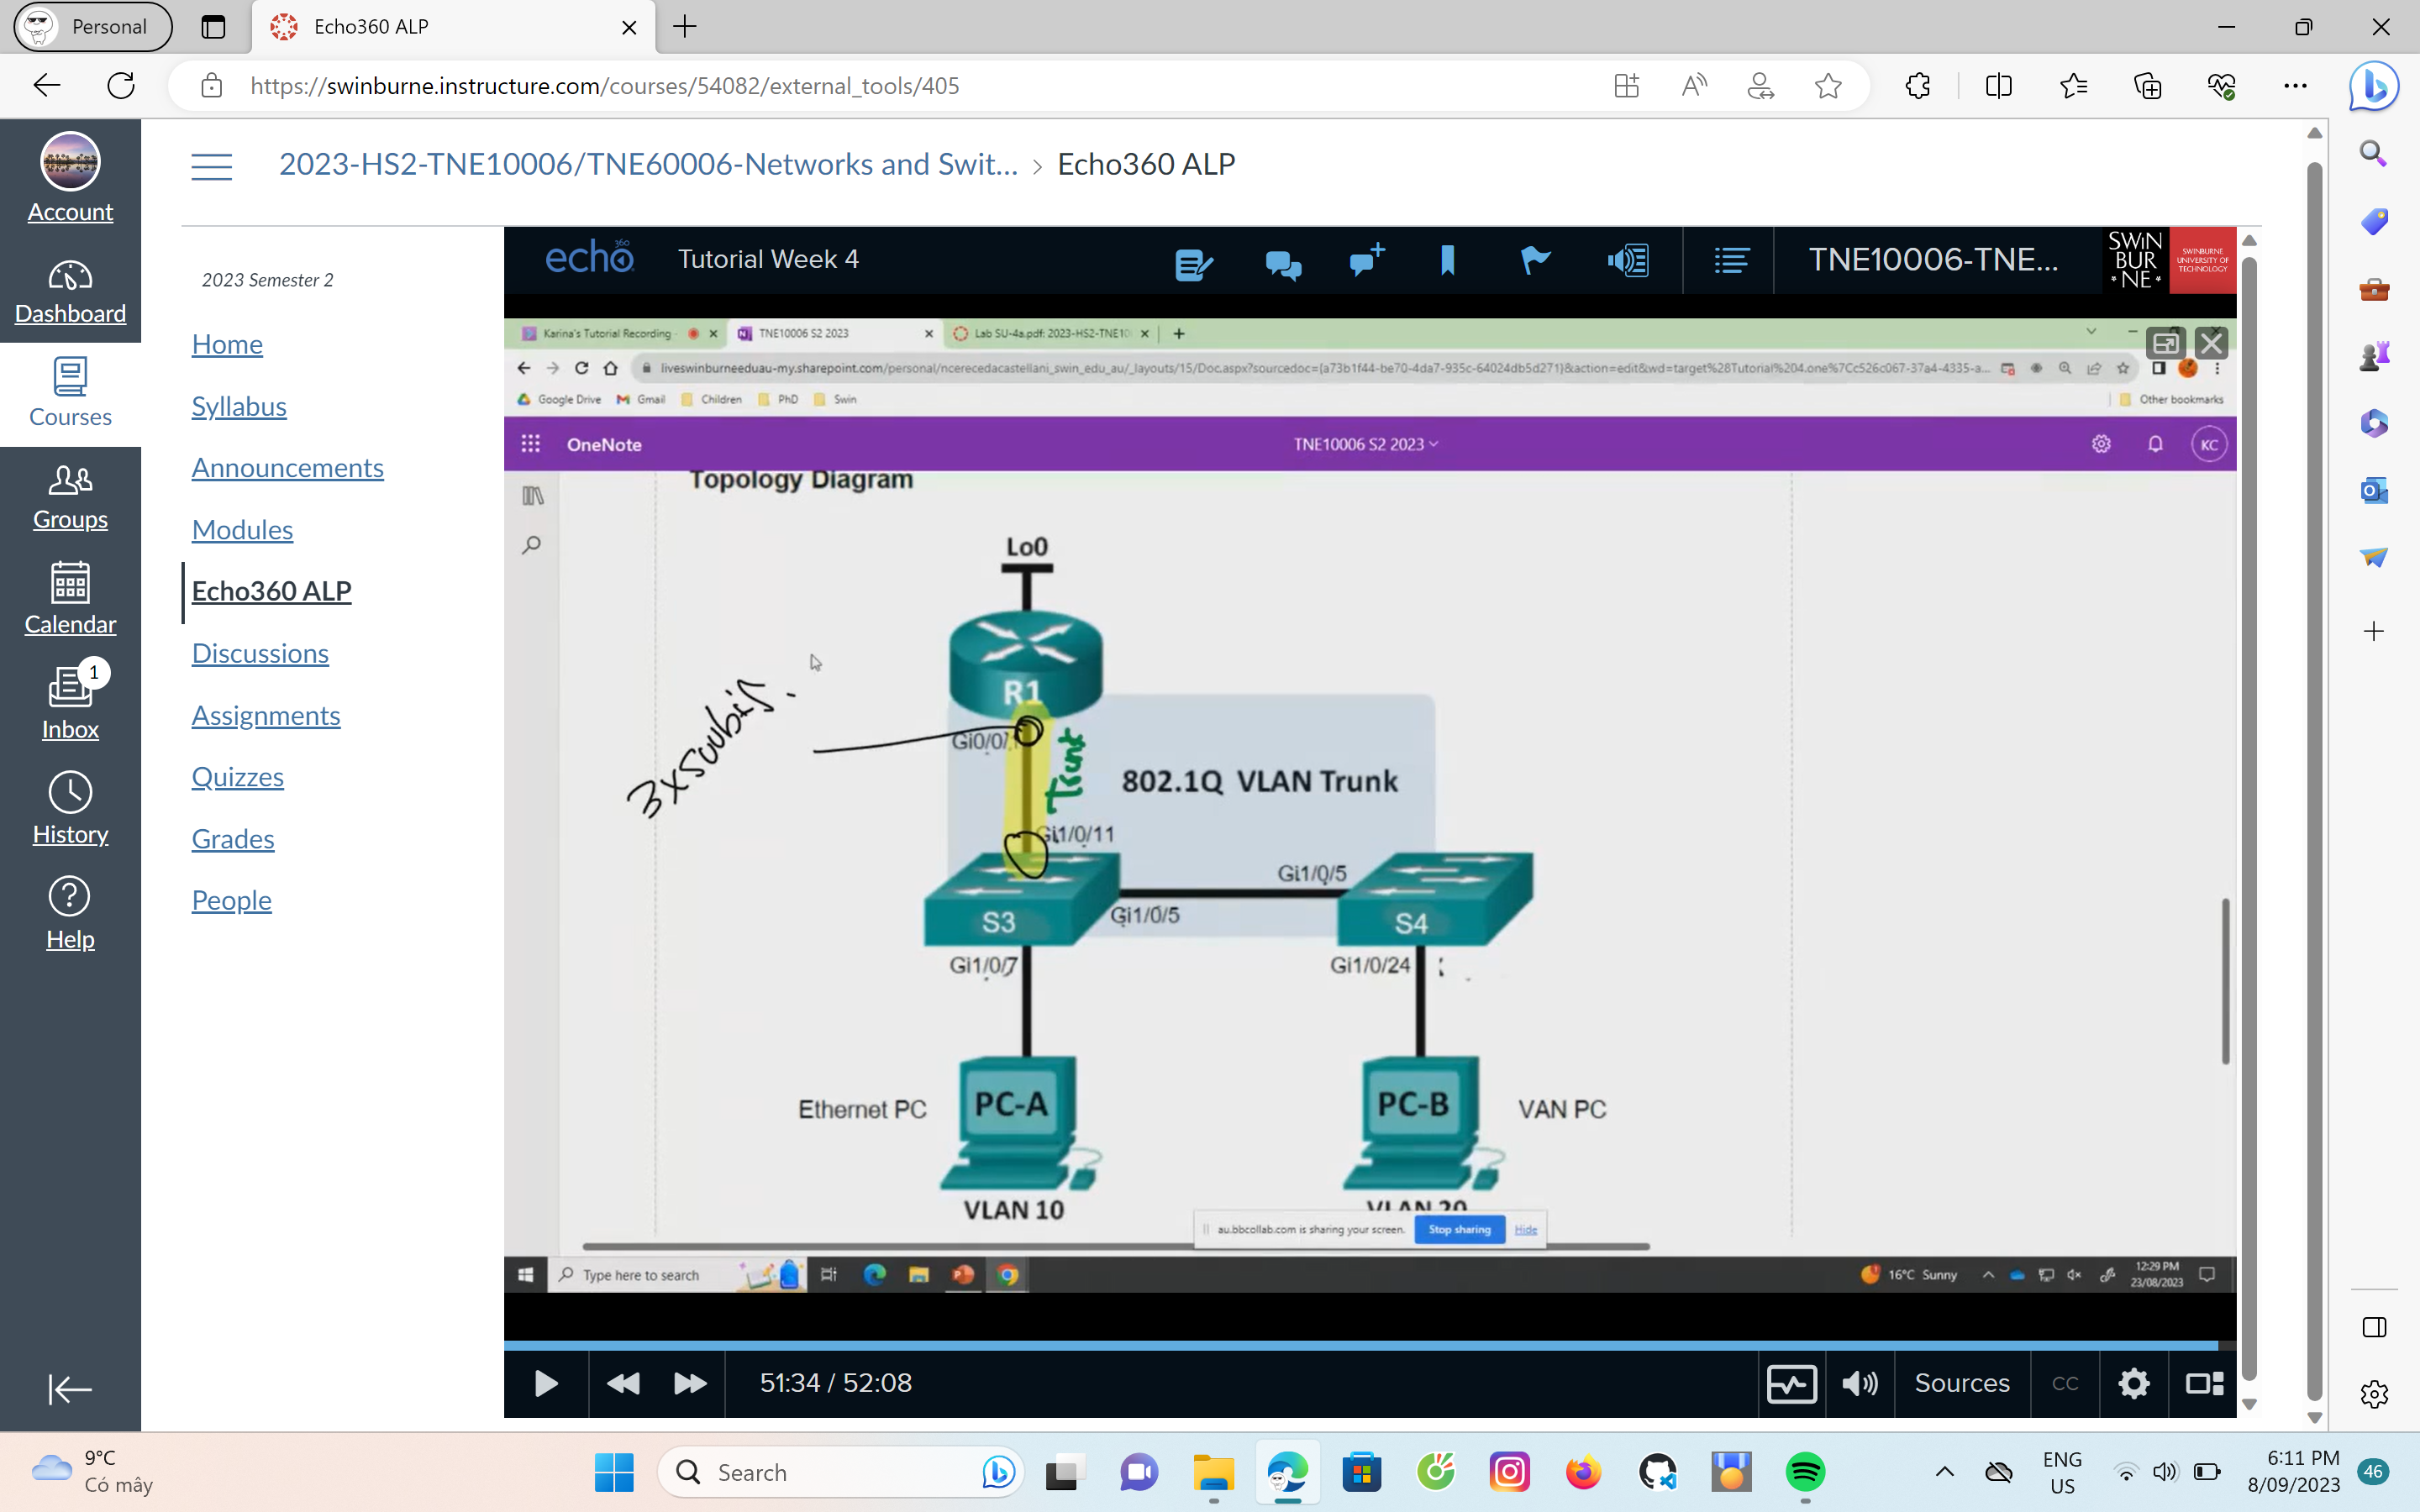 Personal
Echo360 ALP
https://swinburne.instructure.com/courses/54082/external_tools/405
Account
Dashboard
Courses
Groups
Calendar
1
Inbox
History
Help
2023-HS2-TNE10006/TNE60006-Networks and Swit... › Echo360 ALP
2023 Semester 2
Home
Syllabus
Announcements
Modules
Echo360 ALP
Discussions
Assignments
Quizzes
Grades
People
echo360
Tutorial Week 4
TNE10006-TNE...
SWIN
BUR
*NE*
SWINBURNE
UNIVERSITY OF
TECHNOLOGY
Karina's Tutorial Recording -
TNE10006 S2 2023
Lab SU-4a.pdf: 2023-HS2-TNE10
liveswinburneeduau-my.sharepoint.com/personal/ncerecedacastellani_swin_edu_au/_layouts/15/Doc.aspx?sourcedoc={a73b1f44-be70-4da7-935c-64024db5d271}&action=edit&wd=target%28Tutorial%204.one%7Cc526c067-37a4-4335-a...
Google Drive
Gmail
Children
PhD
Swin
Other bookmarks
OneNote
TNE10006 S2 2023
KC
Topology Diagram
Lo0
R1
Gi0/0/1
Trunk
802.1Q VLAN Trunk
Gi1/0/11
Gi1/0/5
S3
Gi1/0/5
S4
Gi1/0/7
Gi1/0/24
Ethernet PC
PC-A
PC-B
VAN PC
VLAN 10
VLAN 20
au.bbcollab.com is sharing your screen.
Stop sharing
Hide
Type here to search
16°C Sunny
12:29 PM
23/08/2023
51:34 / 52:08
Sources
CC
9°C
Có mây
Search
ENG
US
6:11 PM
8/09/2023
46